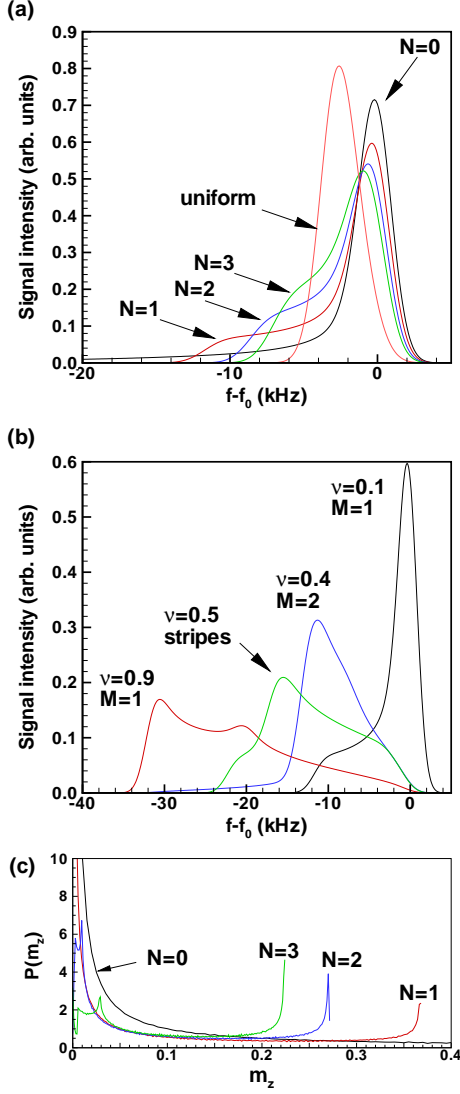 (a)
Signal intensity (arb. units)
0.9
0.8
0.7
0.6
0.5
0.4
0.3
0.2
0.1
0.0
N=0
uniform
N=3
N=2
N=1
-20
-10
0
f-f0 (kHz)
(b)
Signal intensity (arb. units)
0.6
0.5
0.4
0.3
0.2
0.1
0.0
ν=0.1
M=1
ν=0.4
M=2
ν=0.5
stripes
ν=0.9
M=1
-40
-30
-20
-10
0
f-f0 (kHz)
(c)
P(mz)
10
8
6
4
2
0
N=0
N=3
N=2
N=1
0
0.1
0.2
0.3
0.4
mz